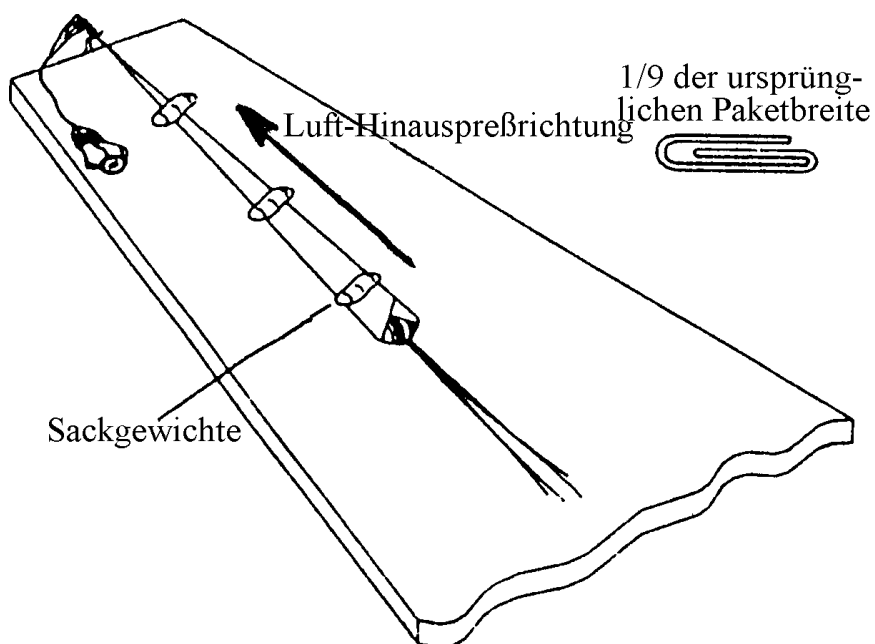 1/9 der ursprüng-
lichen Paketbreite
Luft-Hinauspreßrichtung
Sackgewichte